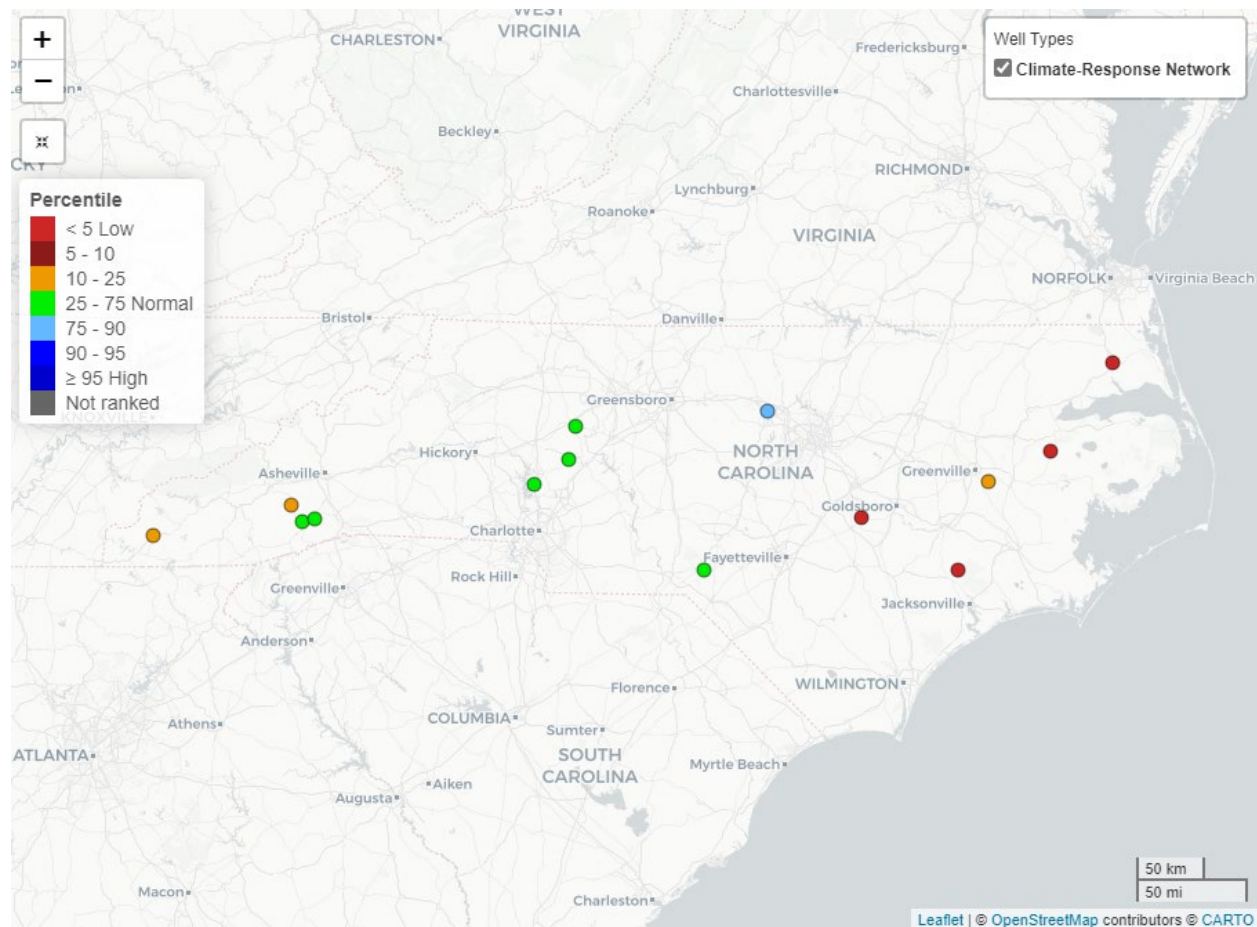 WEST
VIRGINIA
CHARLESTON
Fredericksburg
Well Types
Climate-Response Network
+
−
Charlottesville
Beckley
RICHMOND
Lynchburg
Roanoke
VIRGINIA
NORFOLK
Virginia Beach
Percentile
< 5 Low
5 - 10
10 - 25
25 - 75 Normal
75 - 90
90 - 95
≥ 95 High
Not ranked
Bristol
Danville
KNOXVILLE
Greensboro
Hickory
NORTH
CAROLINA
Asheville
Greenville
Goldsboro
Charlotte
Fayetteville
Rock Hill
Greenville
Jacksonville
Anderson
Florence
WILMINGTON
COLUMBIA
Athens
Sumter
ATLANTA
SOUTH
CAROLINA
Myrtle Beach
Aiken
Augusta
Macon
Charleston
50 km
50 mi
Leaflet | © OpenStreetMap contributors © CARTO